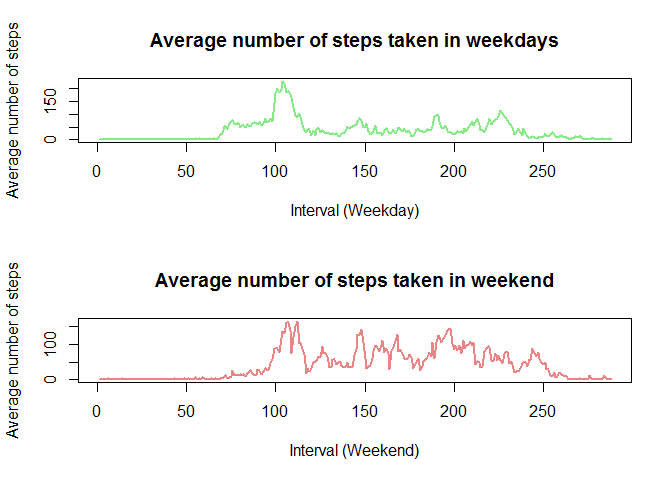 Average number of steps taken in weekdays
Average number of steps
150
0
0 50 100 150 200 250
Interval (Weekday)
Average number of steps taken in weekend
Average number of steps
100
0
0 50 100 150 200 250
Interval (Weekend)